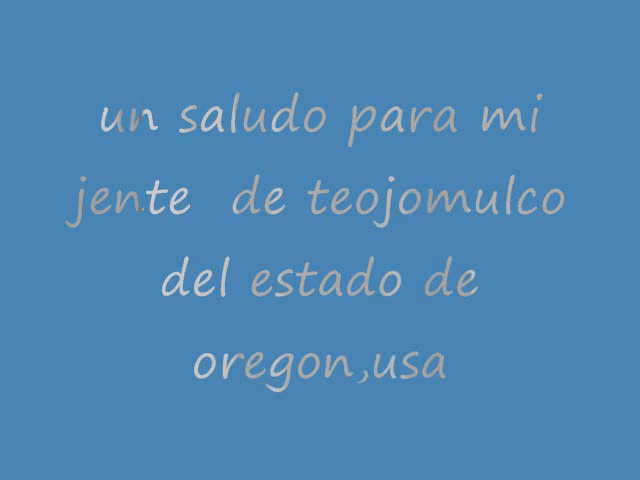 un saludo para mi
jente de teojomulco
del estado de
oregon,usa